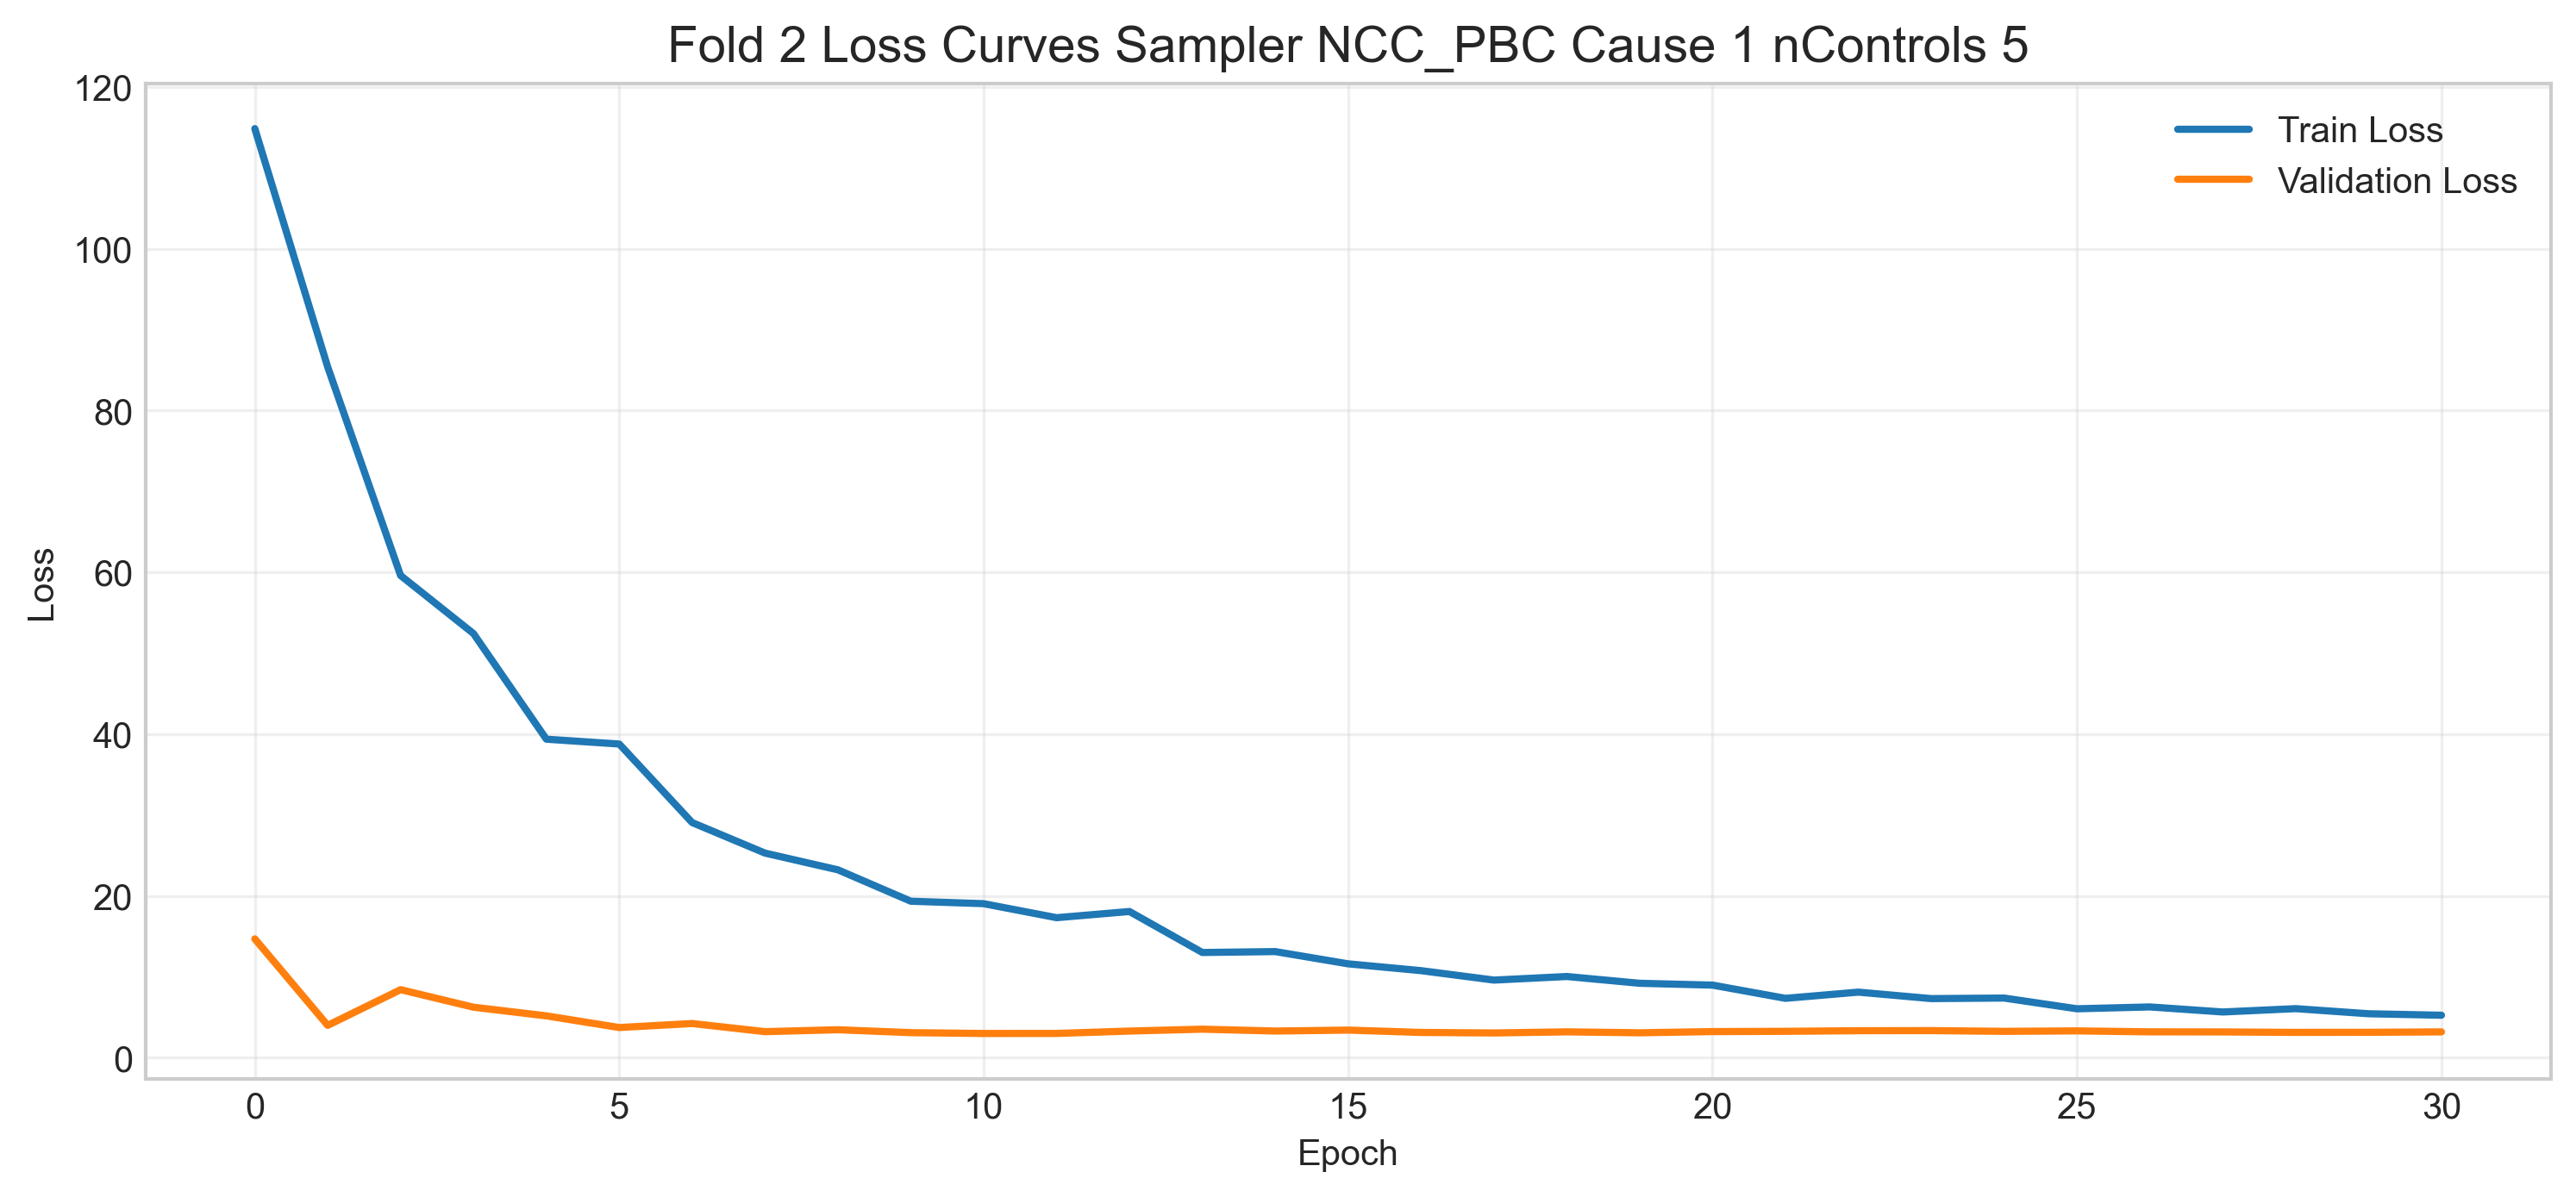 Fold 2 Loss Curves Sampler NCC_PBC Cause 1 nControls 5
120
100
80
60
40
20
0
Loss
Train Loss
Validation Loss
0 5 10 15 20 25 30
Epoch